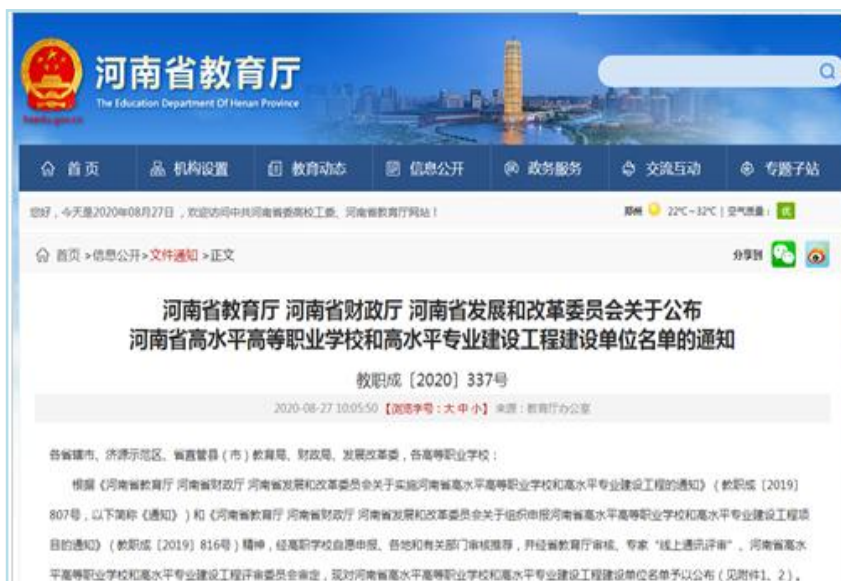 河南省教育厅
The Education Department Of Henan Province
首页 机构设置 教育动态 信息公开 政务服务 交流互动 专题子站
您好，今天是2020年08月27日，欢迎访问中共河南省委高校工委、河南省教育厅网站！ 郑州 22℃~32℃ | 空气质量： 优
首页 >信息公开>文件通知 >正文 分享到
河南省教育厅 河南省财政厅 河南省发展和改革委员会关于公布
河南省高水平高等职业学校和高水平专业建设工程建设单位名单的通知
教职成〔2020〕337号
2020-08-27 10:05:50 【浏览字号：大 中 小】 来源：教育厅办公室
各省辖市、济源示范区、省直管县（市）教育局、财政局、发展改革委，各高等职业学校：
根据《河南省教育厅 河南省财政厅 河南省发展和改革委员会关于实施河南省高水平高等职业学校和高水平专业建设工程的通知》（教职成〔2019〕
807号，以下简称《通知》）和《河南省教育厅 河南省财政厅 河南省发展和改革委员会关于组织申报河南省高水平高等职业学校和高水平专业建设工程项
目的通知》（教职成〔2019〕816号）精神，经高职学校自愿申报、各地和有关部门审核推荐，并经省教育厅审核、专家“线上通讯评审”、河南省高水
平高等职业学校和高水平专业建设工程评审委员会审定，现对河南省高水平高等职业学校和高水平专业建设工程建设单位名单予以公布（见附件1、2）。